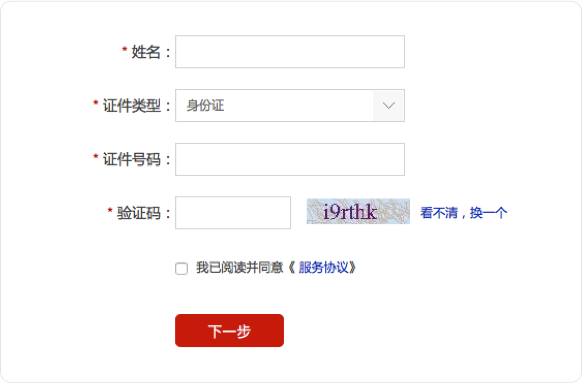 * 姓名：
* 证件类型： 身份证
* 证件号码：
* 验证码： i9rthk 看不清，换一个
我已阅读并同意《 服务协议》
下一步